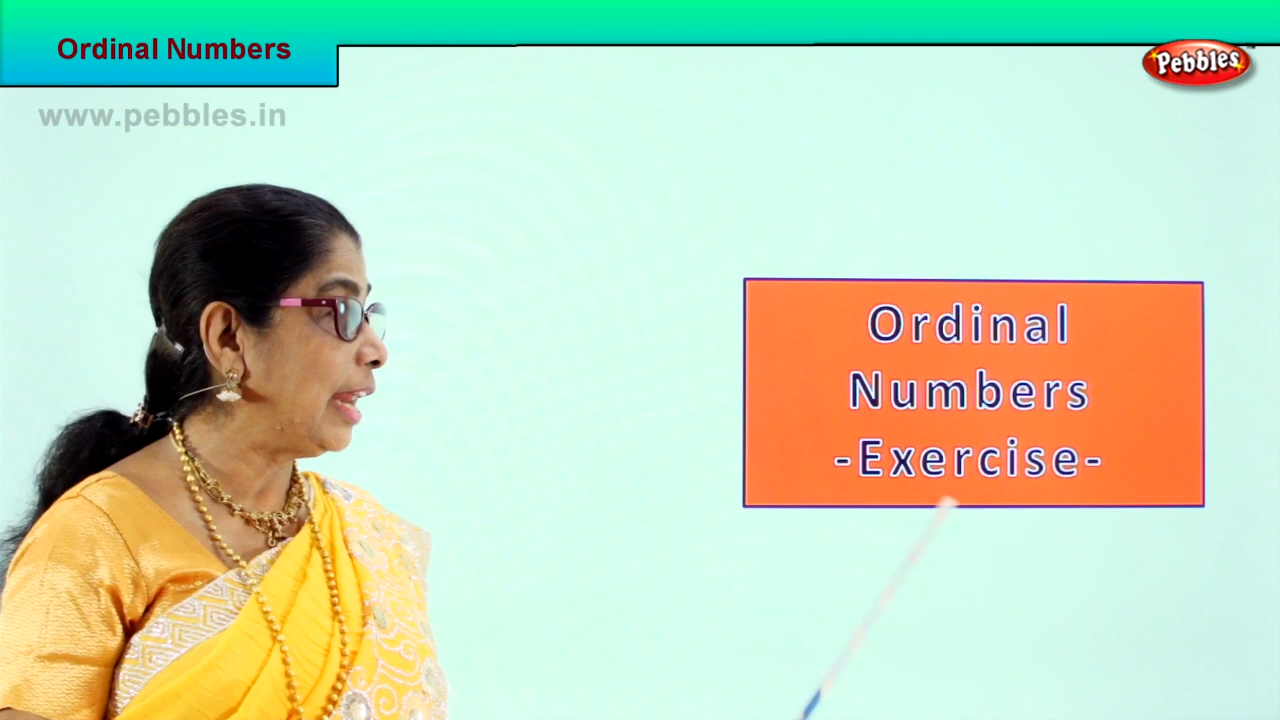 Ordinal Numbers
Pebbles
www.pebbles.in
Ordinal
Numbers
-Exercise-